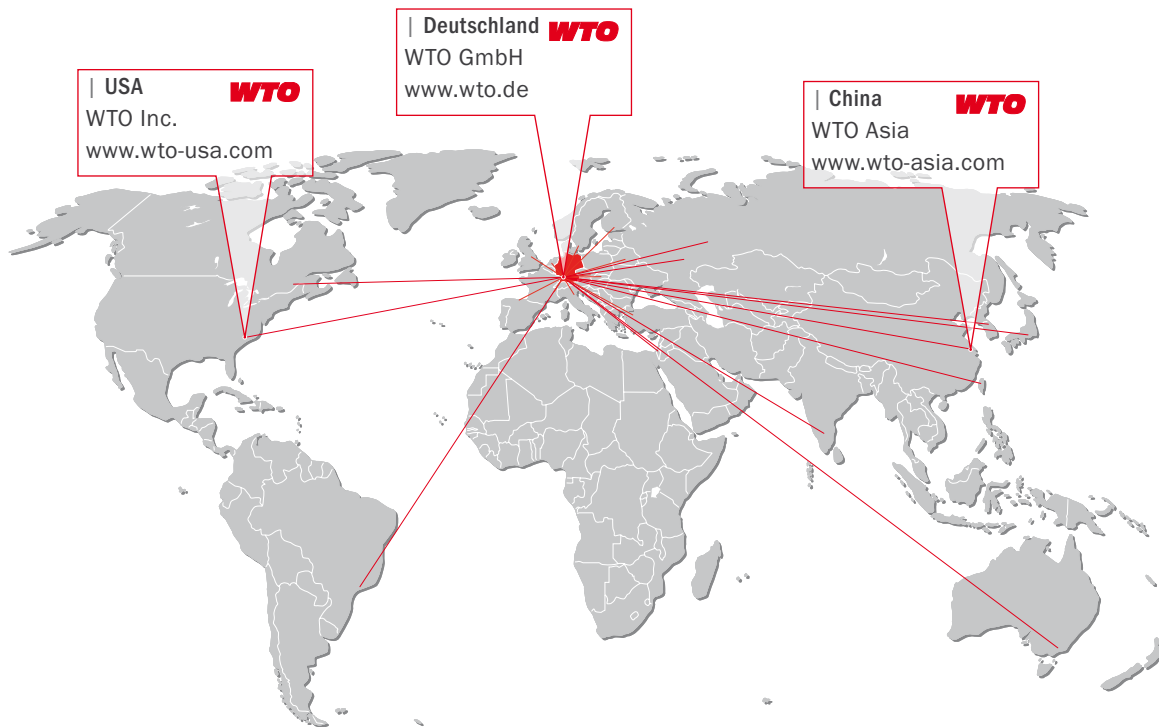 | USA WTO
WTO Inc.
www.wto-usa.com
| Deutschland WTO
WTO GmbH
www.wto.de
| China WTO
WTO Asia
www.wto-asia.com